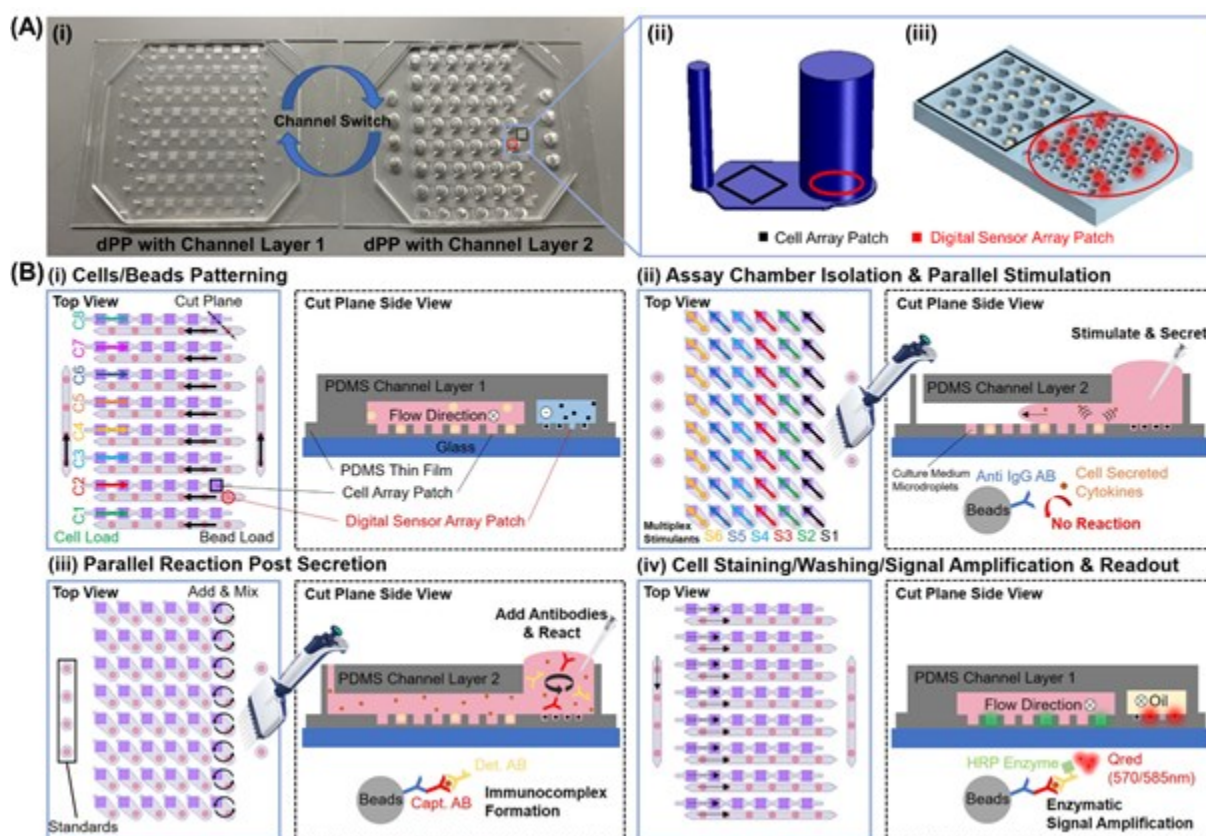 (A)
(i)
Channel Switch
dPP with Channel Layer 1
dPP with Channel Layer 2
(ii)
(iii)
Cell Array Patch
Digital Sensor Array Patch
(B)
(i) Cells/Beads Patterning
Top View
Cut Plane
C8
C7
C6
C5
C4
C3
C2
C1
Cell Load
Bead Load
Cut Plane Side View
PDMS Channel Layer 1
Flow Direction
Glass
PDMS Thin Film
Cell Array Patch
Digital Sensor Array Patch
(ii) Assay Chamber Isolation & Parallel Stimulation
Top View
Multiplex
Stimulants
S6 S5 S4 S3 S2 S1
Cut Plane Side View
Stimulate & Secret
PDMS Channel Layer 2
Culture Medium
Microdroplets
Anti IgG AB
Cell Secreted
Cytokines
Beads
No Reaction
(iii) Parallel Reaction Post Secretion
Top View
Add & Mix
Standards
Cut Plane Side View
Add Antibodies
& React
PDMS Channel Layer 2
Det. AB
Beads
Capt. AB
Immunocomplex
Formation
(iv) Cell Staining/Washing/Signal Amplification & Readout
Top View
Cut Plane Side View
PDMS Channel Layer 1
Flow Direction
Oil
HRP Enzyme
Qred
(570/585nm)
Beads
Enzymatic
Signal Amplification